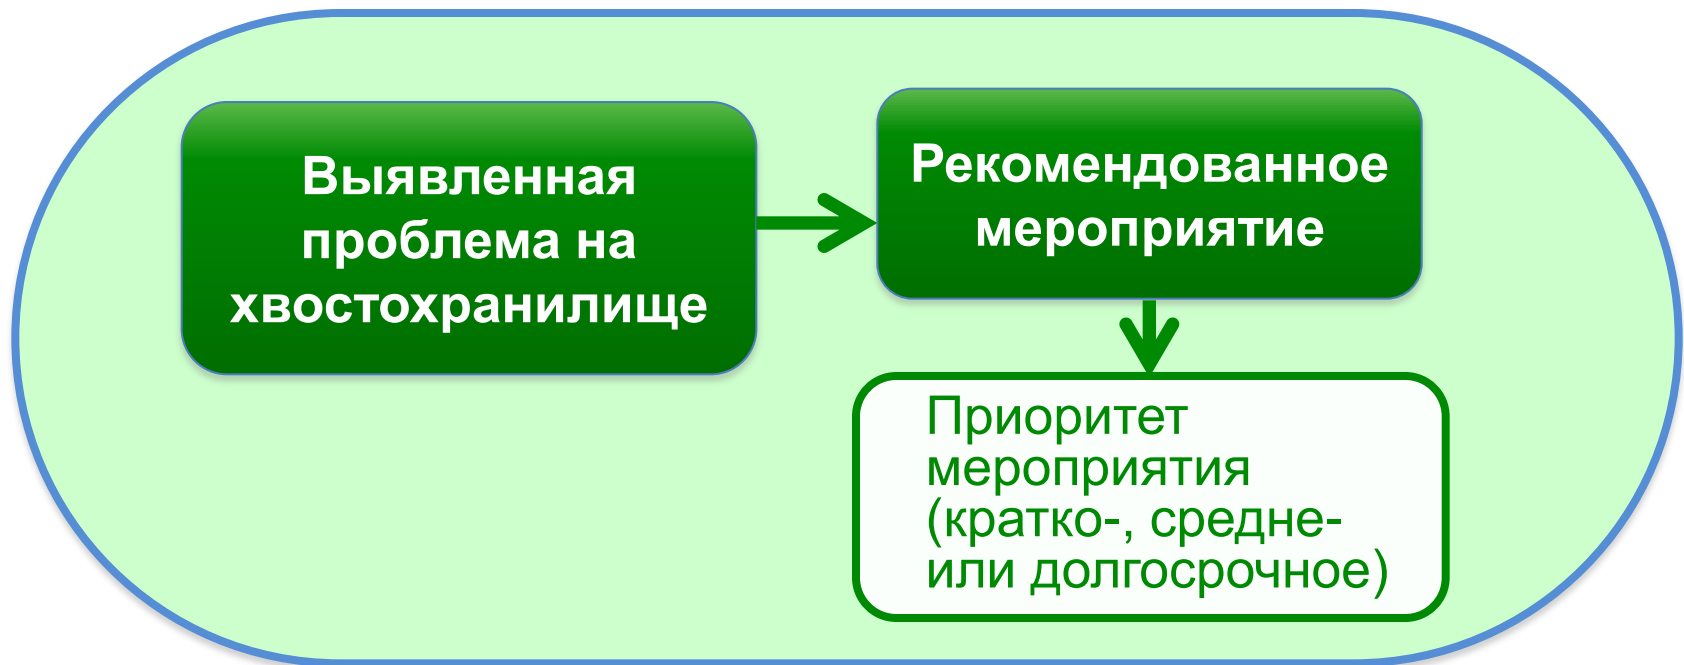 Выявленная
проблема на
хвостохранилище
Рекомендованное
мероприятие
Приоритет
мероприятия
(кратко-, средне-
или долгосрочное)